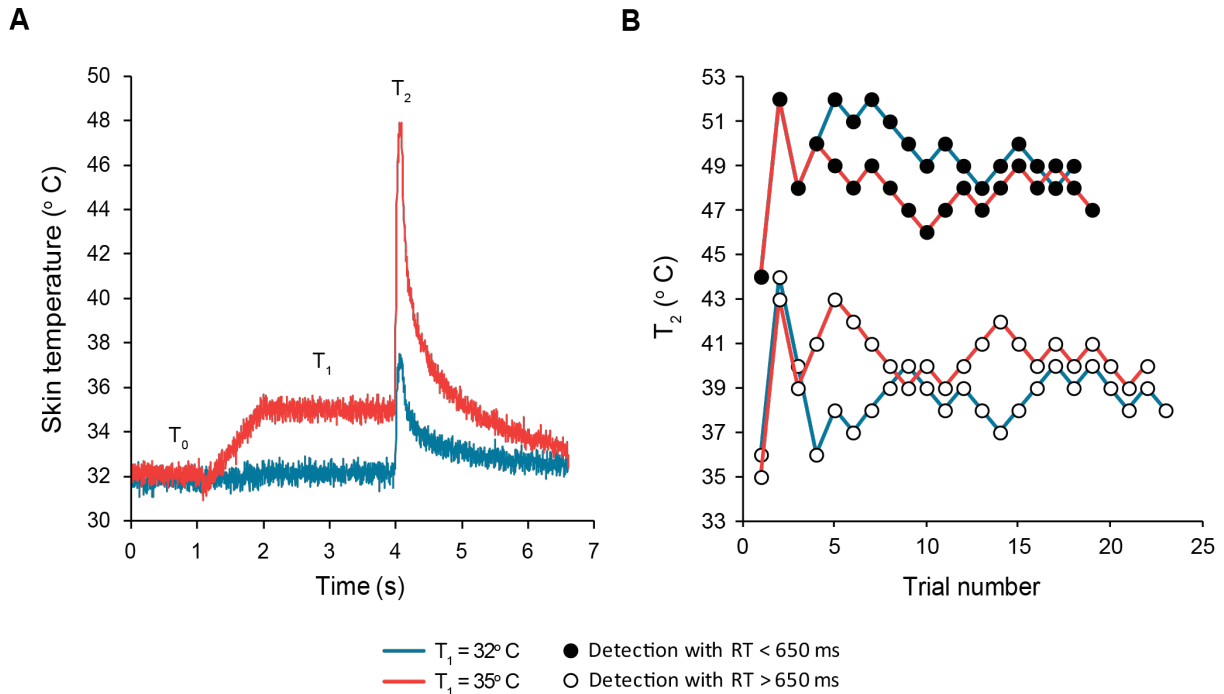 A
B
50
48
46
44
42
40
38
36
34
32
30
Skin temperature (° C)
T₀
T₁
T₂
0 1 2 3 4 5 6 7
Time (s)
53
51
49
47
45
43
41
39
37
35
33
T₂ (° C)
0 5 10 15 20 25
Trial number
T₁ = 32° C
Detection with RT < 650 ms
T₁ = 35° C
Detection with RT > 650 ms